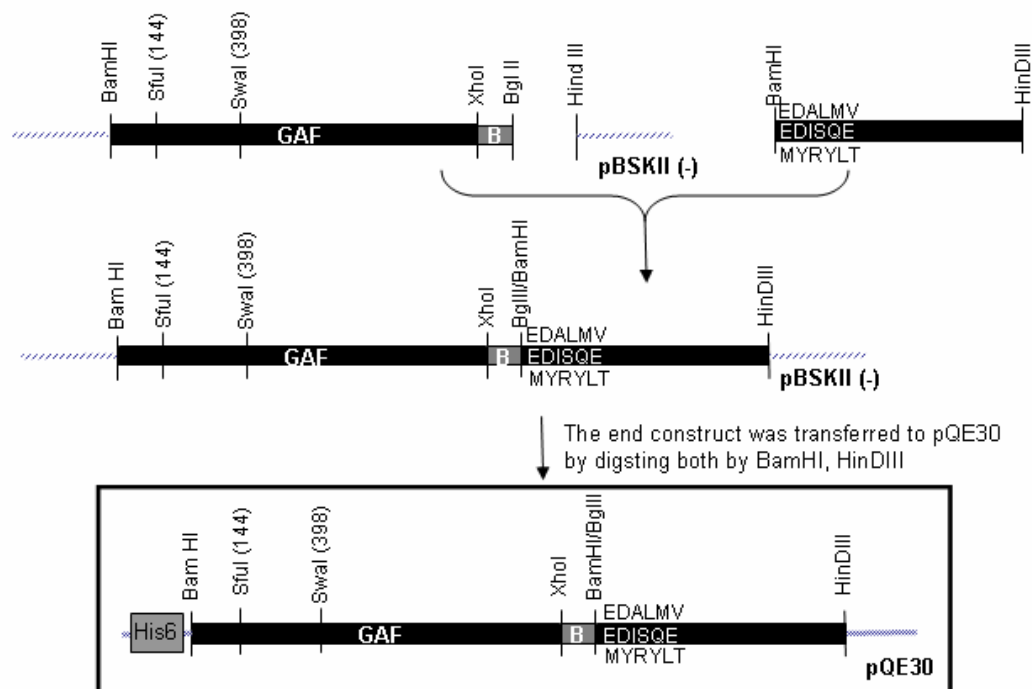 BamHI
SfuI (144)
SwaI (398)
XhoI
Bgl II
Hind III
BamHI
HinDIII
GAF
B
EDALMV
EDISQE
MYRYLT
pBSKII (-)
Bam HI
SfuI (144)
SwaI (398)
XhoI
BglII/BamHI
HinDIII
GAF
B
EDALMV
EDISQE
MYRYLT
pBSKII (-)
The end construct was transferred to pQE30
by digsting both by BamHI, HinDIII
Bam HI
SfuI (144)
SwaI (398)
XhoI
BamHI/BglII
HinDIII
His6
GAF
B
EDALMV
EDISQE
MYRYLT
pQE30